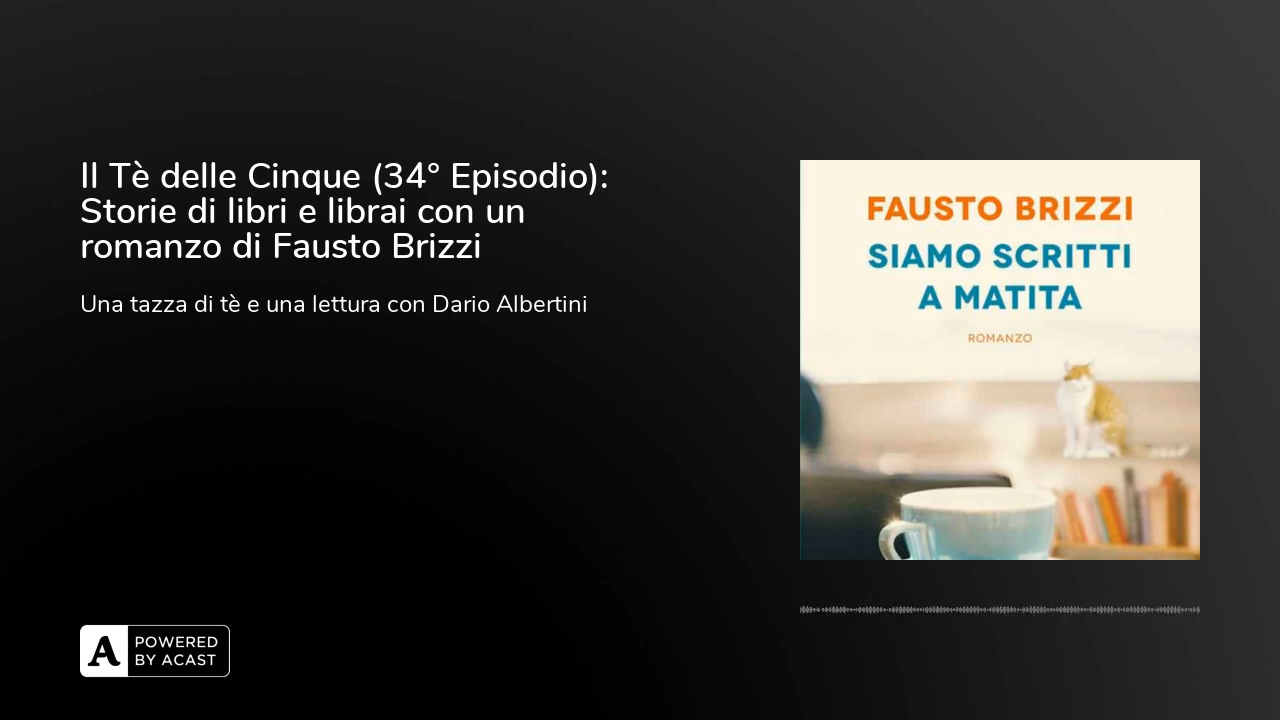 Il Tè delle Cinque (34° Episodio):
Storie di libri e librai con un
romanzo di Fausto Brizzi
Una tazza di tè e una lettura con Dario Albertini
FAUSTO BRIZZI
SIAMO SCRITTI
A MATITA
ROMANZO
A POWERED
BY ACAST